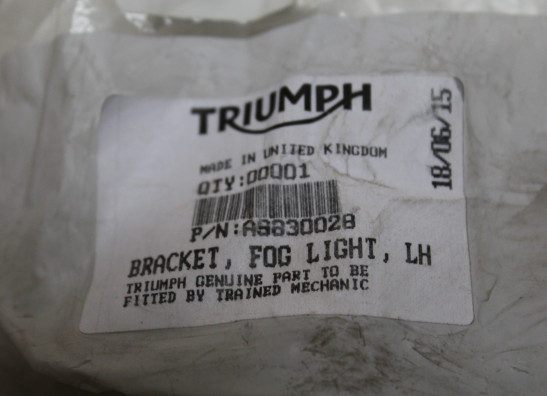 TRIUMPH
MADE IN UNITED KINGDOM
QTY:00001
P/N:A9830028
BRACKET, FOG LIGHT, LH
TRIUMPH GENUINE PART TO BE
FITTED BY TRAINED MECHANIC
18/06/15